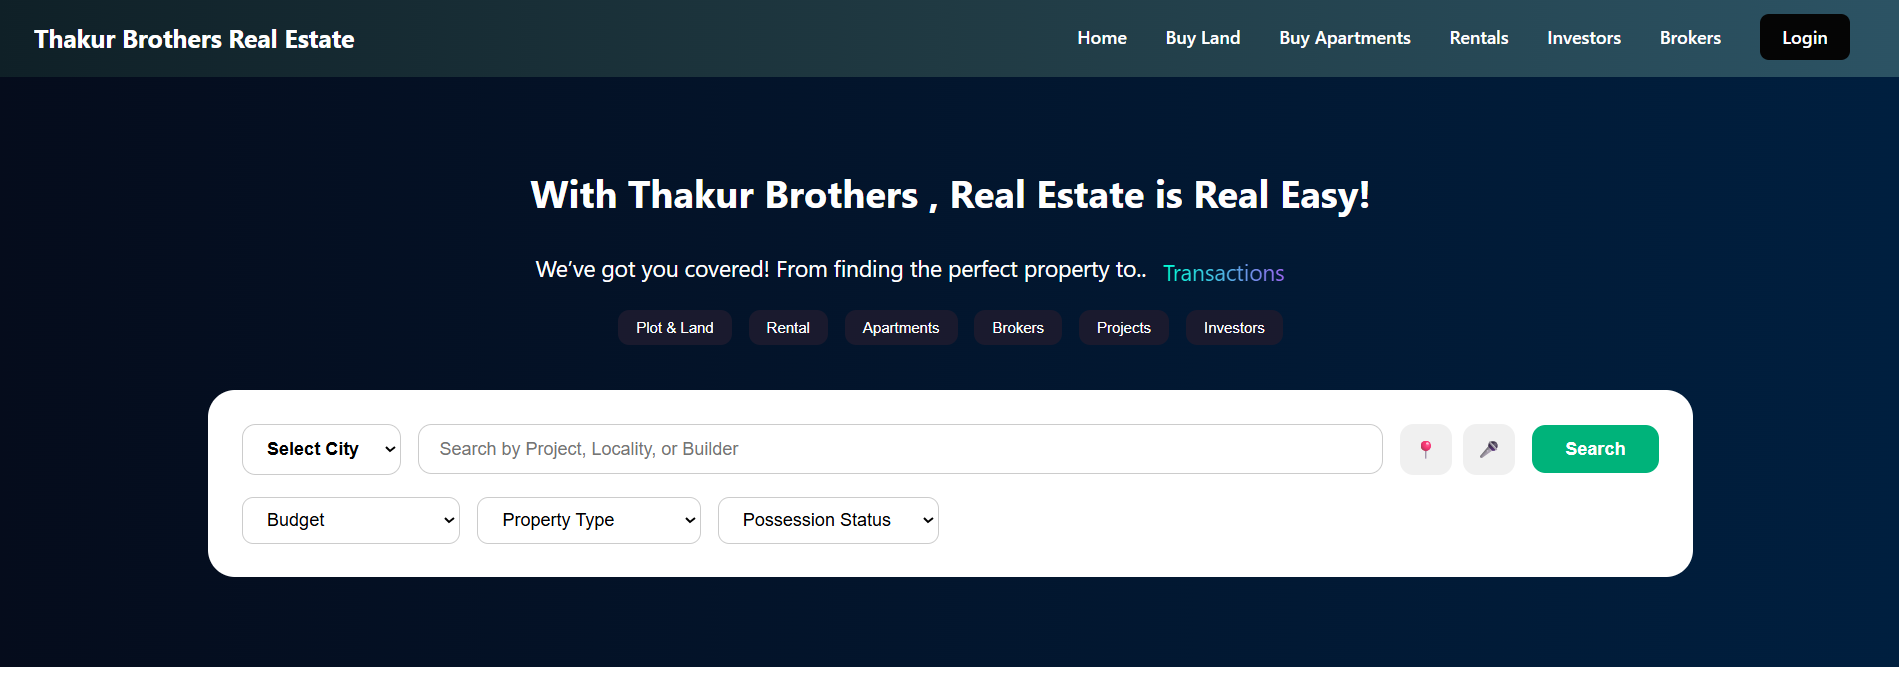 Thakur Brothers Real Estate Home Buy Land Buy Apartments Rentals Investors Brokers Login
With Thakur Brothers , Real Estate is Real Easy!
We’ve got you covered! From finding the perfect property to.. Transactions
Plot & Land Rental Apartments Brokers Projects Investors
Select City Search by Project, Locality, or Builder Search
Budget Property Type Possession Status